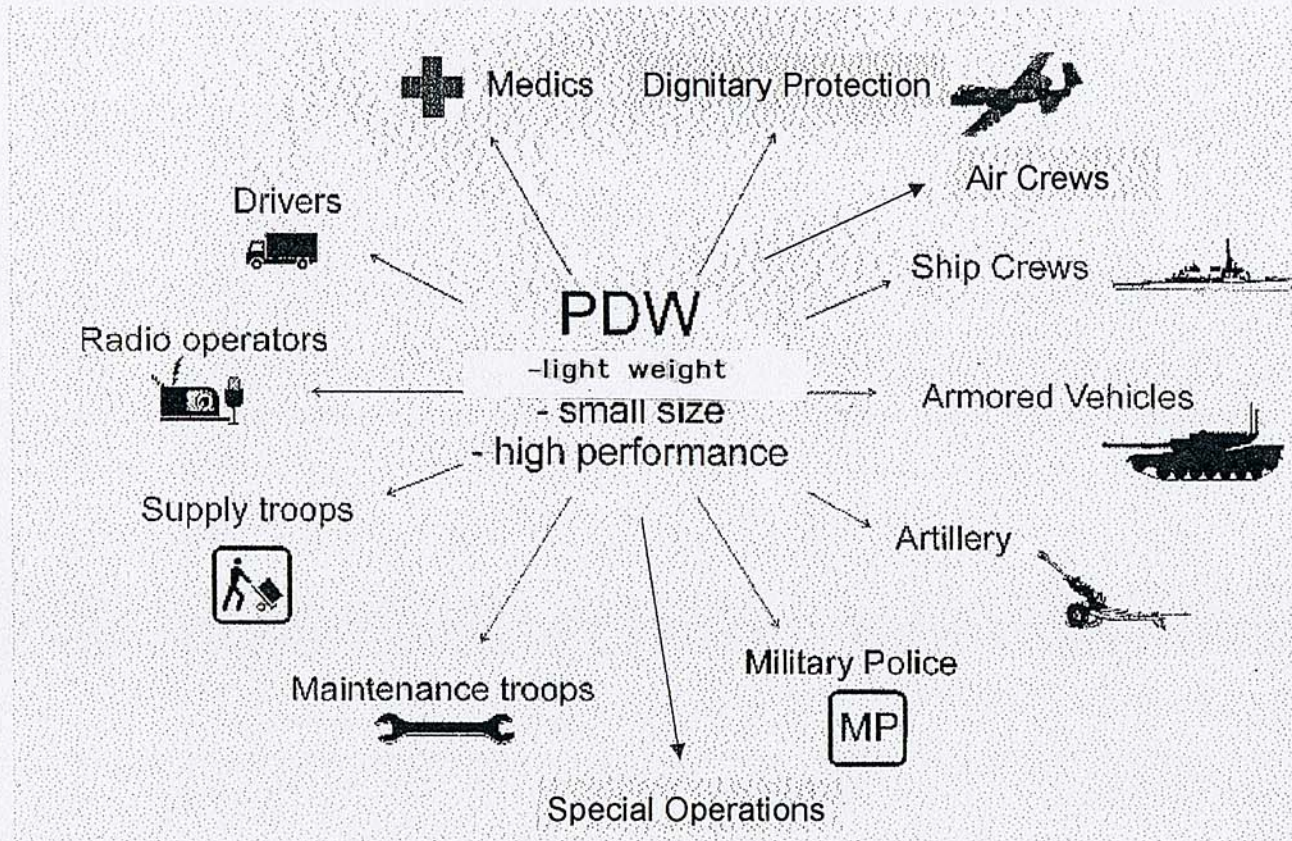 Medics
Dignitary Protection
Air Crews
Drivers
Ship Crews
PDW
Radio operators
-light weight
Armored Vehicles
- small size
- high performance
Supply troops
Artillery
Military Police
Maintenance troops
MP
Special Operations